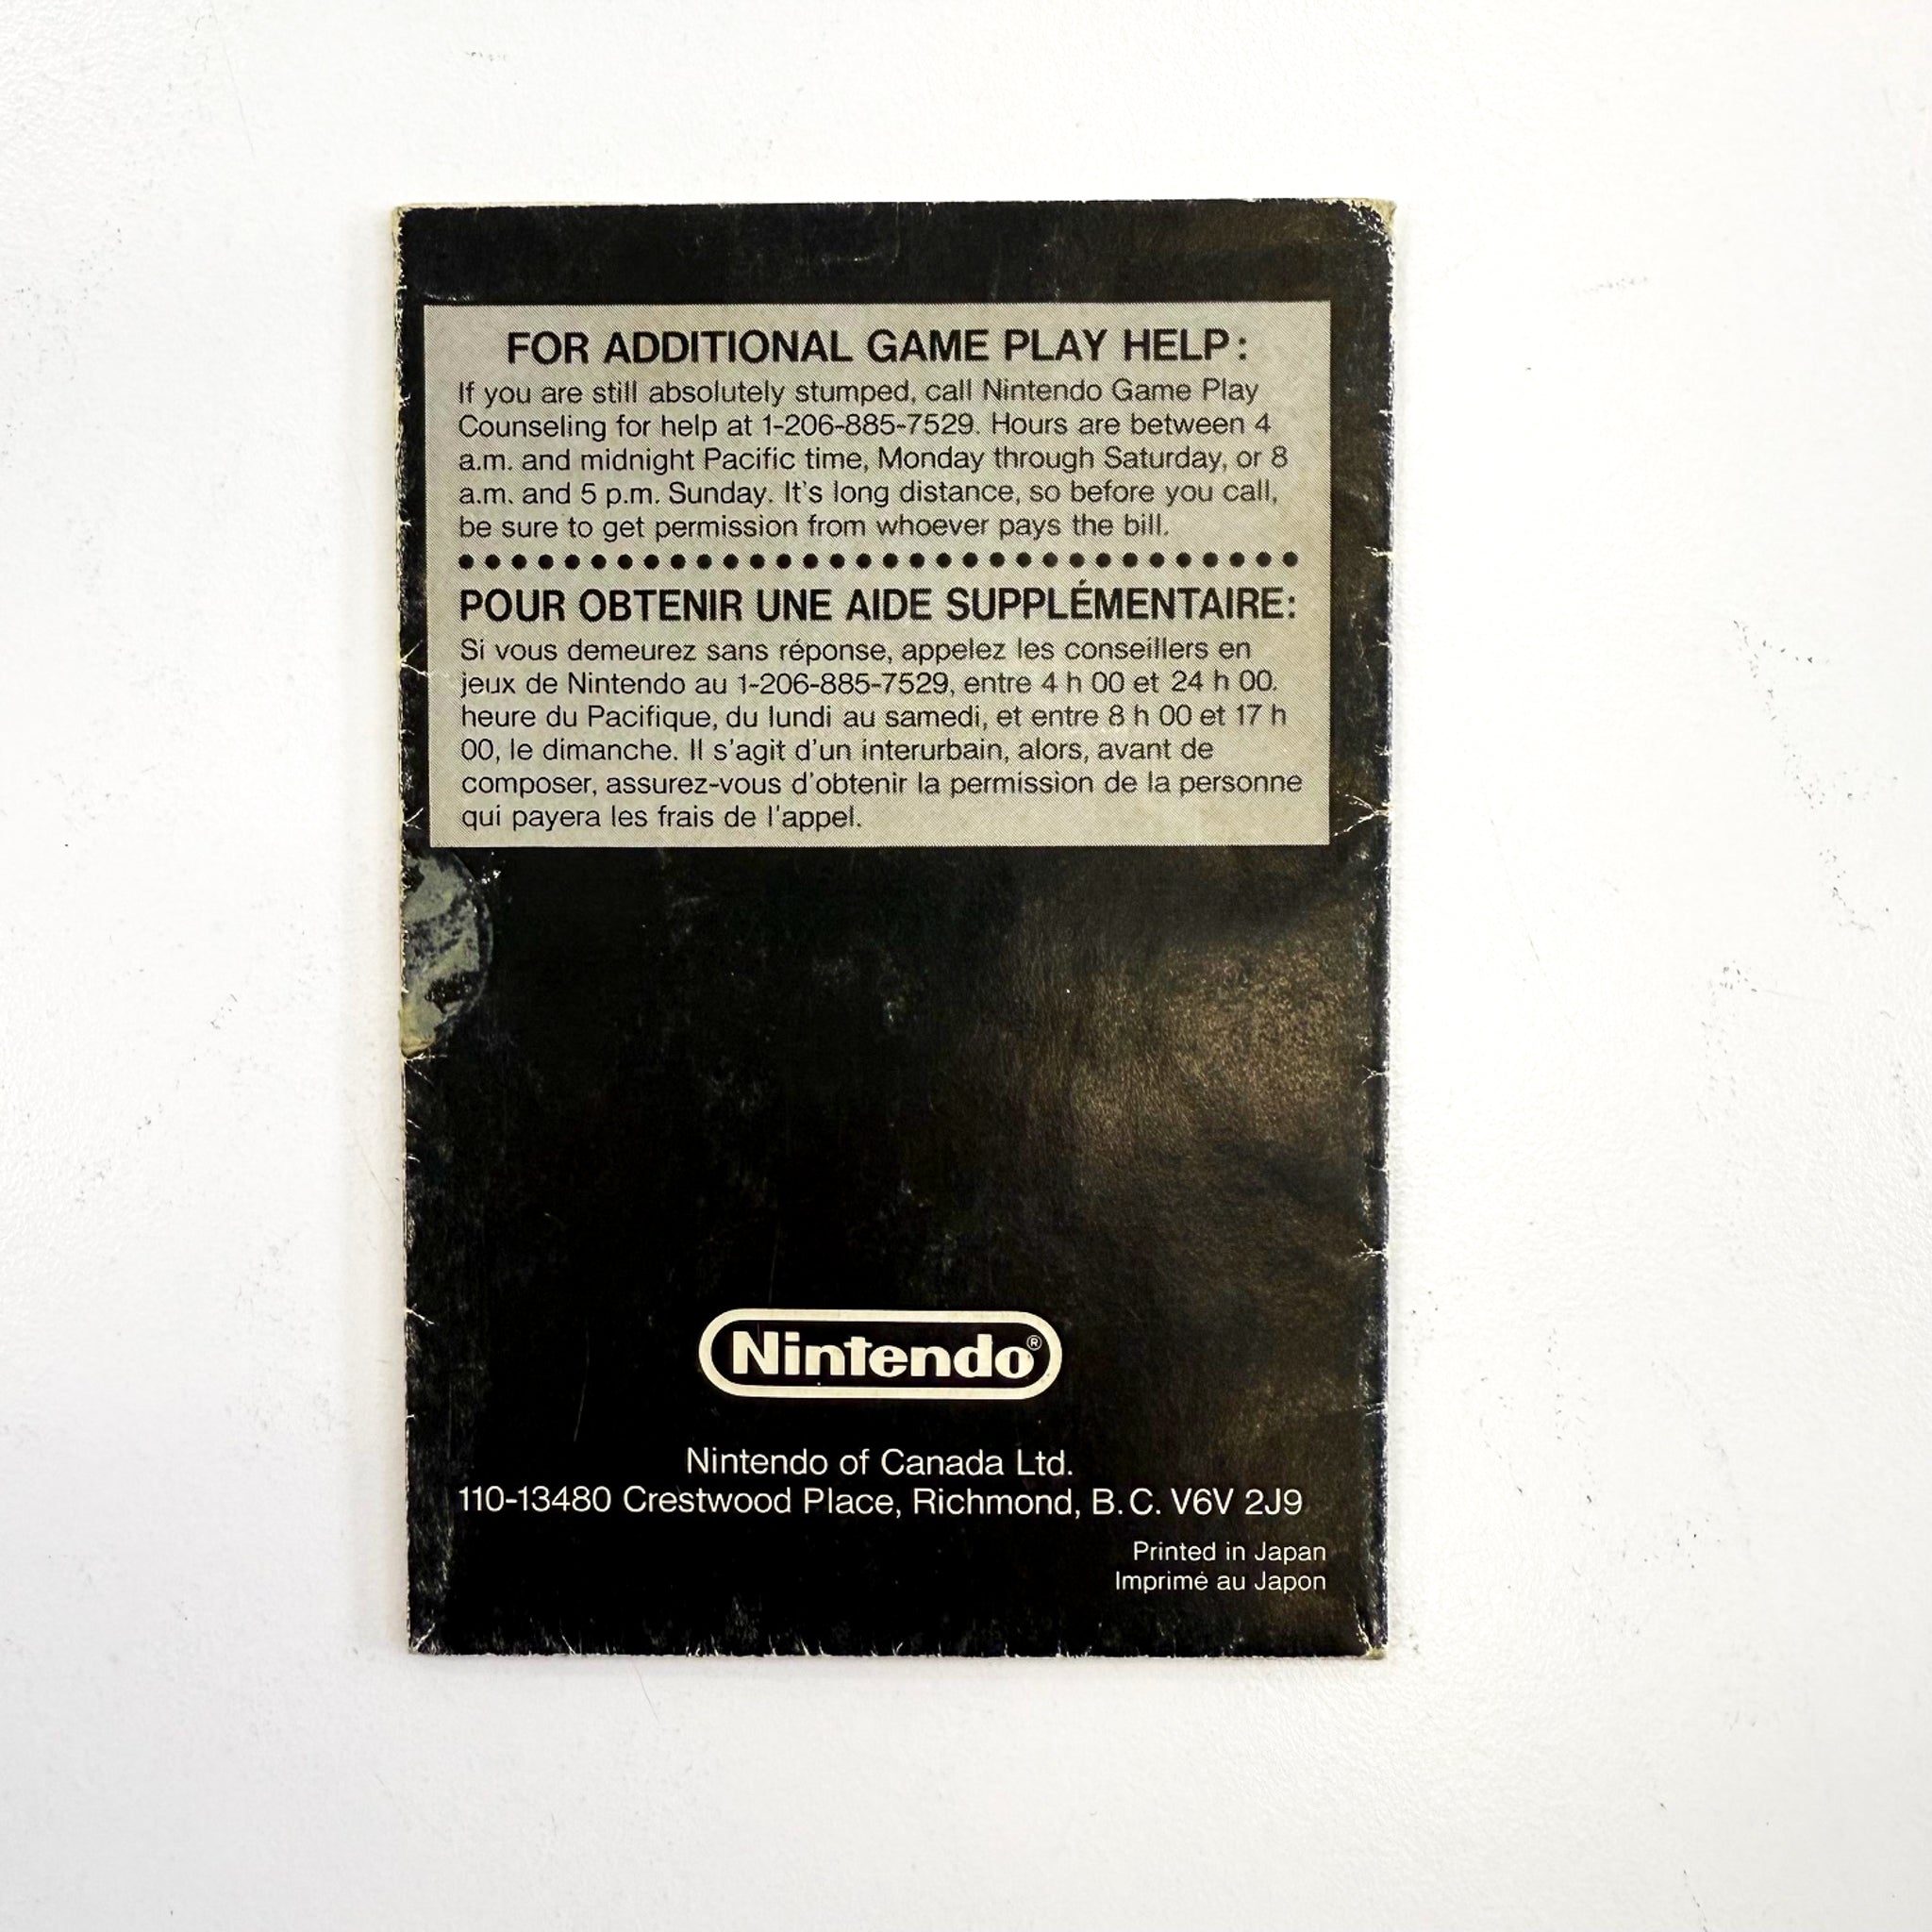 FOR ADDITIONAL GAME PLAY HELP:
If you are still absolutely stumped, call Nintendo Game Play
Counseling for help at 1-206-885-7529. Hours are between 4
a.m. and midnight Pacific time, Monday through Saturday, or 8
a.m. and 5 p.m. Sunday. It's long distance, so before you call,
be sure to get permission from whoever pays the bill.
POUR OBTENIR UNE AIDE SUPPLÉMENTAIRE:
Si vous demeurez sans réponse, appelez les conseillers en
jeux de Nintendo au 1-206-885-7529, entre 4 h 00 et 24 h 00.
heure du Pacifique, du lundi au samedi, et entre 8 h 00 et 17 h
00, le dimanche. Il s'agit d'un interurbain, alors, avant de
composer, assurez-vous d'obtenir la permission de la personne
qui payera les frais de l'appel.
Nintendo®
Nintendo of Canada Ltd.
110-13480 Crestwood Place, Richmond, B.C. V6V 2J9
Printed in Japan
Imprimé au Japon